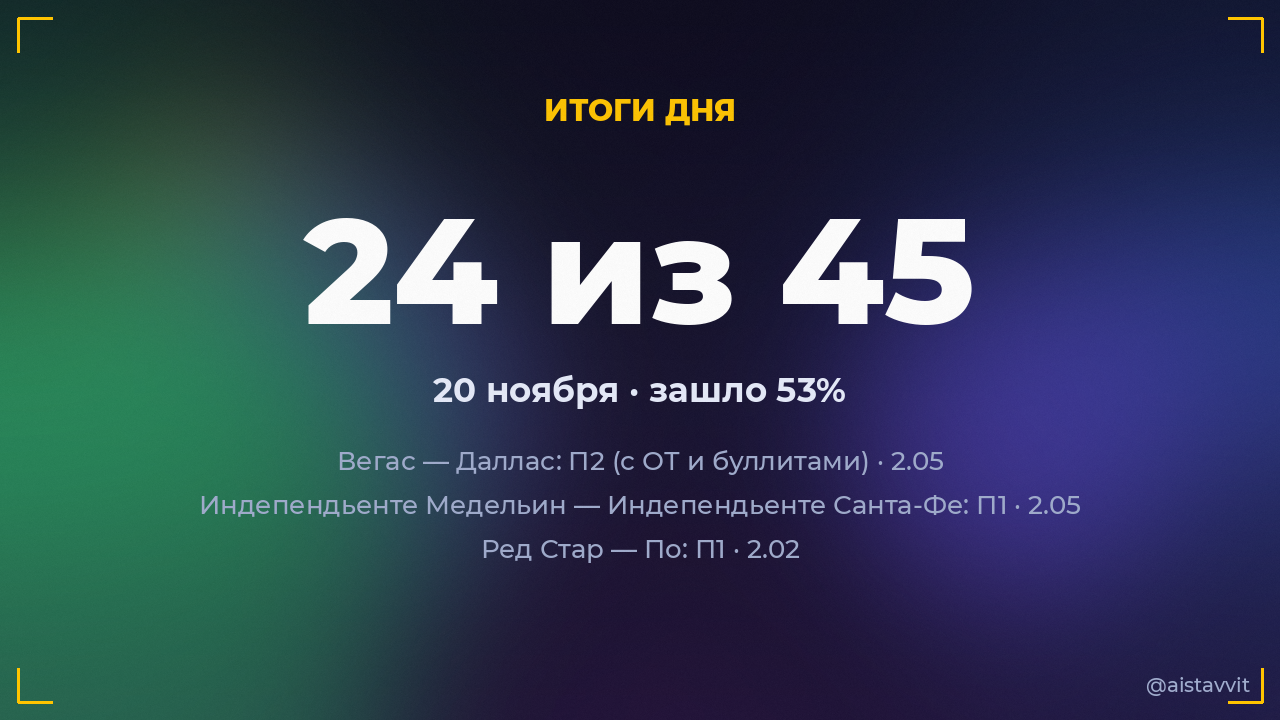 ИТОГИ ДНЯ
24 из 45
20 ноября · зашло 53%
Вегас — Даллас: П2 (с ОТ и буллитами) · 2.05
Индепендьенте Медельин — Индепендьенте Санта-Фе: П1 · 2.05
Ред Стар — По: П1 · 2.02
@aistavvit